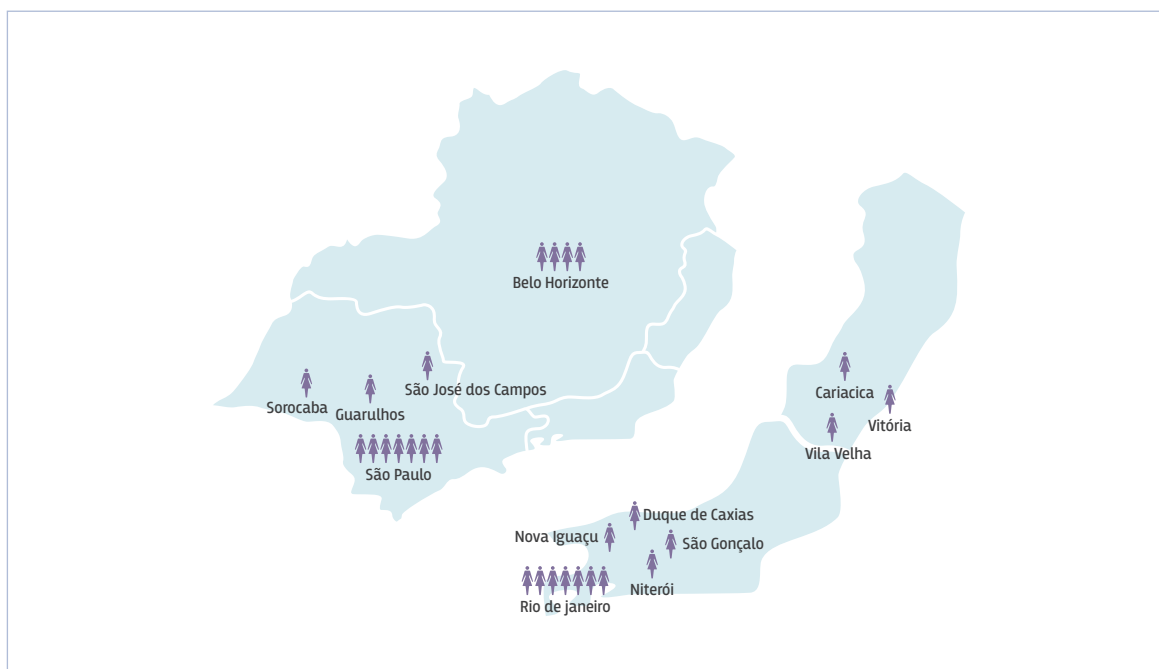 Belo Horizonte
São José dos Campos
Cariacica
Sorocaba
Guarulhos
Vitória
Vila Velha
São Paulo
Duque de Caxias
Nova Iguaçu
São Gonçalo
Niterói
Rio de janeiro